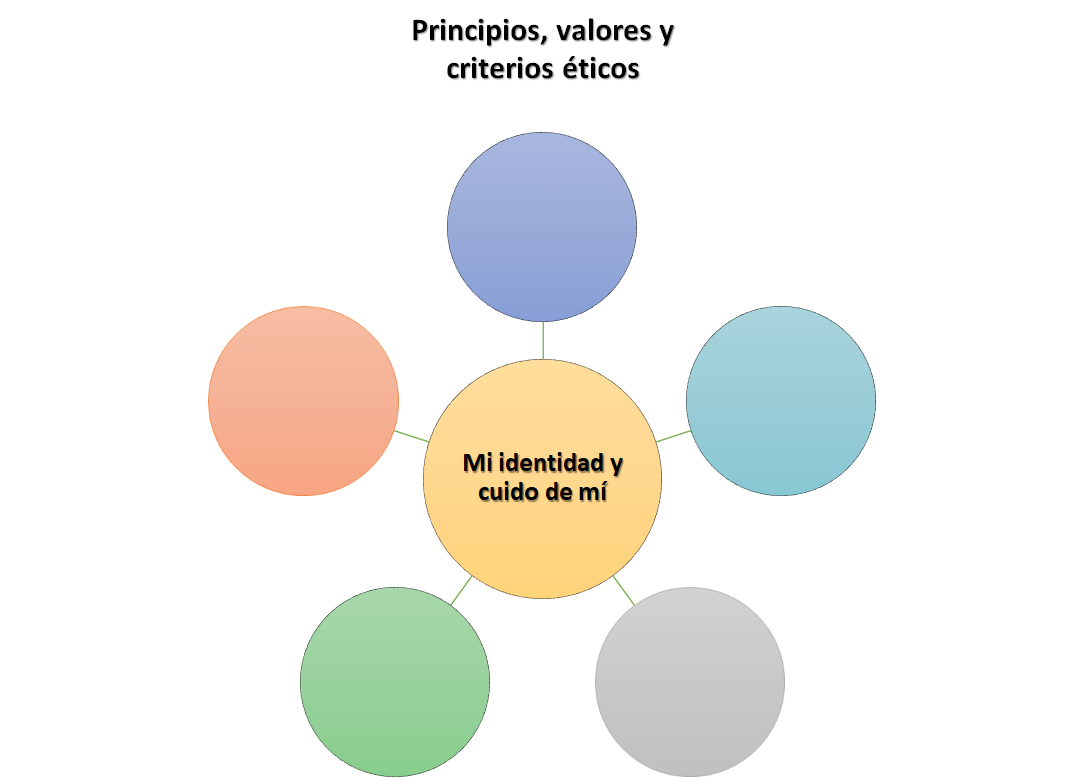 Principios, valores y
criterios éticos
Mi identidad y
cuido de mí